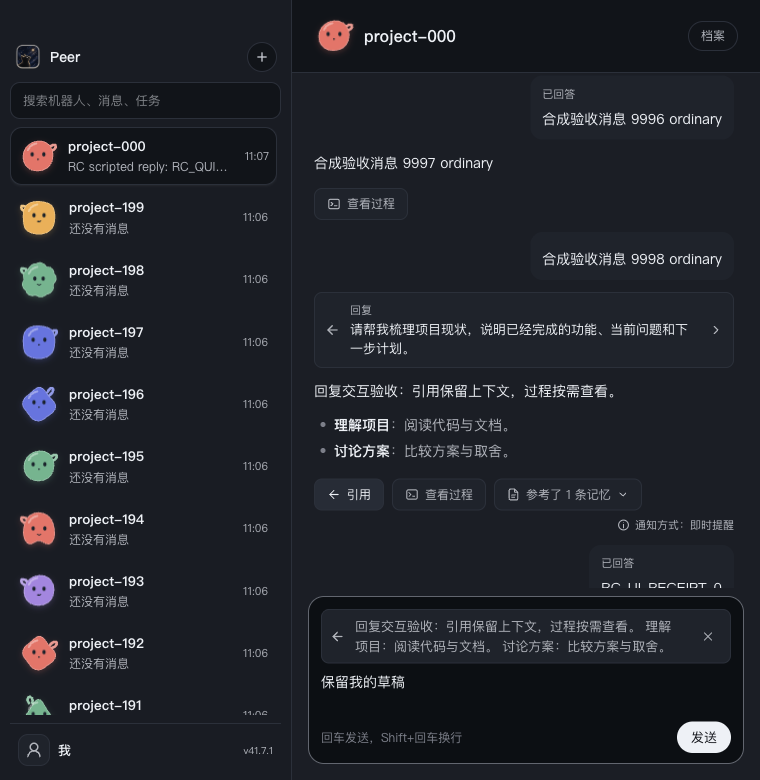 Peer
搜索机器人、消息、任务
project-000
RC scripted reply: RC_QUI...
11:07
project-199
还没有消息
11:06
project-198
还没有消息
11:06
project-197
还没有消息
11:06
project-196
还没有消息
11:06
project-195
还没有消息
11:06
project-194
还没有消息
11:06
project-193
还没有消息
11:06
project-192
还没有消息
11:06
project-191
11:06
我
v41.7.1
project-000
档案
已回答
合成验收消息 9996 ordinary
合成验收消息 9997 ordinary
查看过程
合成验收消息 9998 ordinary
回复
请帮我梳理项目现状，说明已经完成的功能、当前问题和下
一步计划。
回复交互验收：引用保留上下文，过程按需查看。
理解项目：阅读代码与文档。
讨论方案：比较方案与取舍。
引用
查看过程
参考了 1 条记忆
通知方式：即时提醒
已回答
RC_UI_RECEIPT_0
回复交互验收：引用保留上下文，过程按需查看。 理解
项目：阅读代码与文档。 讨论方案：比较方案与取舍。
保留我的草稿
回车发送，Shift+回车换行
发送